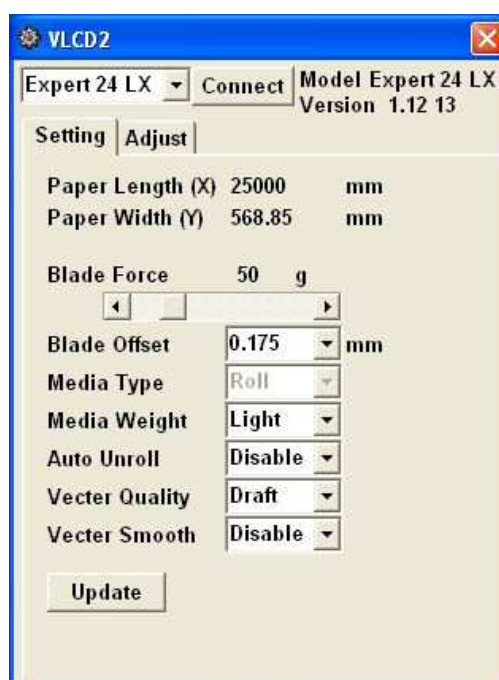 VLCD2
Expert 24 LX Connect Model Expert 24 LX
Version 1.12 13
Setting Adjust
Paper Length (X) 25000 mm
Paper Width (Y) 568.85 mm
Blade Force 50 g
Blade Offset 0.175 mm
Media Type Roll
Media Weight Light
Auto Unroll Disable
Vecter Quality Draft
Vecter Smooth Disable
Update